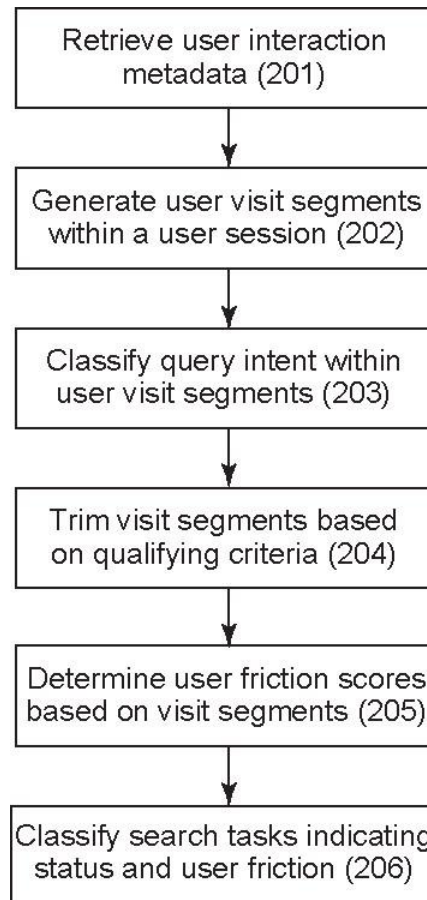 Retrieve user interaction
metadata (201)
Generate user visit segments
within a user session (202)
Classify query intent within
user visit segments (203)
Trim visit segments based
on qualifying criteria (204)
Determine user friction scores
based on visit segments (205)
Classify search tasks indicating
status and user friction (206)